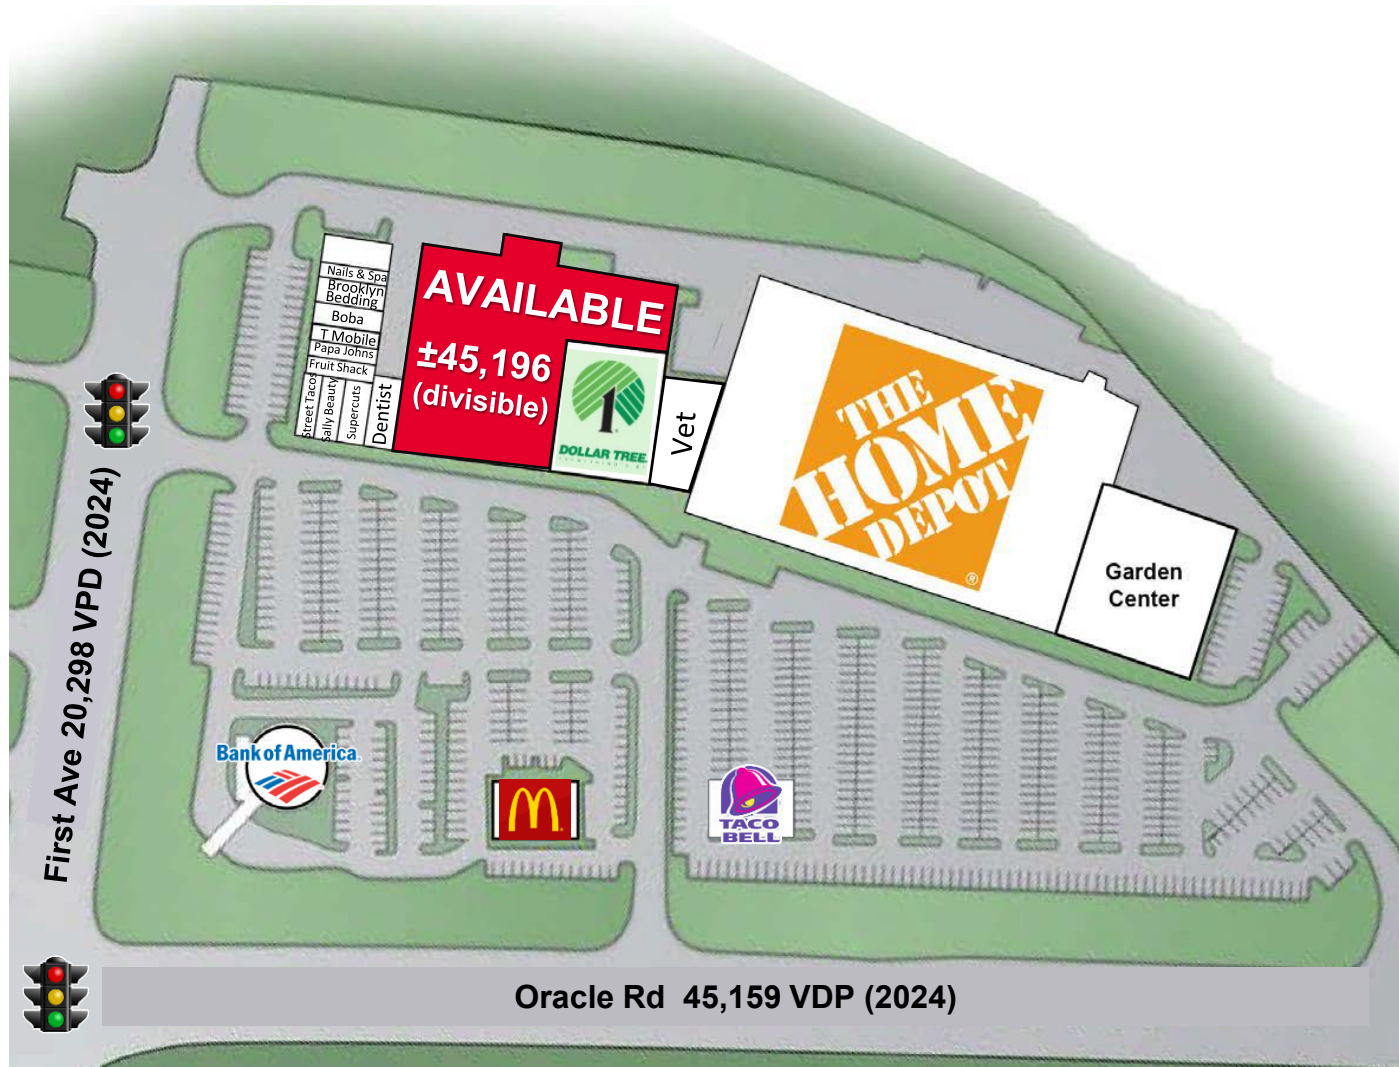 Nails & Spa
Brooklyn
Bedding
Boba
T Mobile
Papa Johns
Fruit Shack
Street Tacos
Sally Beauty
Supercuts
Dentist
AVAILABLE
±45,196
(divisible)
1
DOLLAR TREE
Vet
THE
HOME
DEPOT
®
Garden
Center
First Ave 20,298 VPD (2024)
Bank of America
TACO
BELL
Oracle Rd 45,159 VDP (2024)